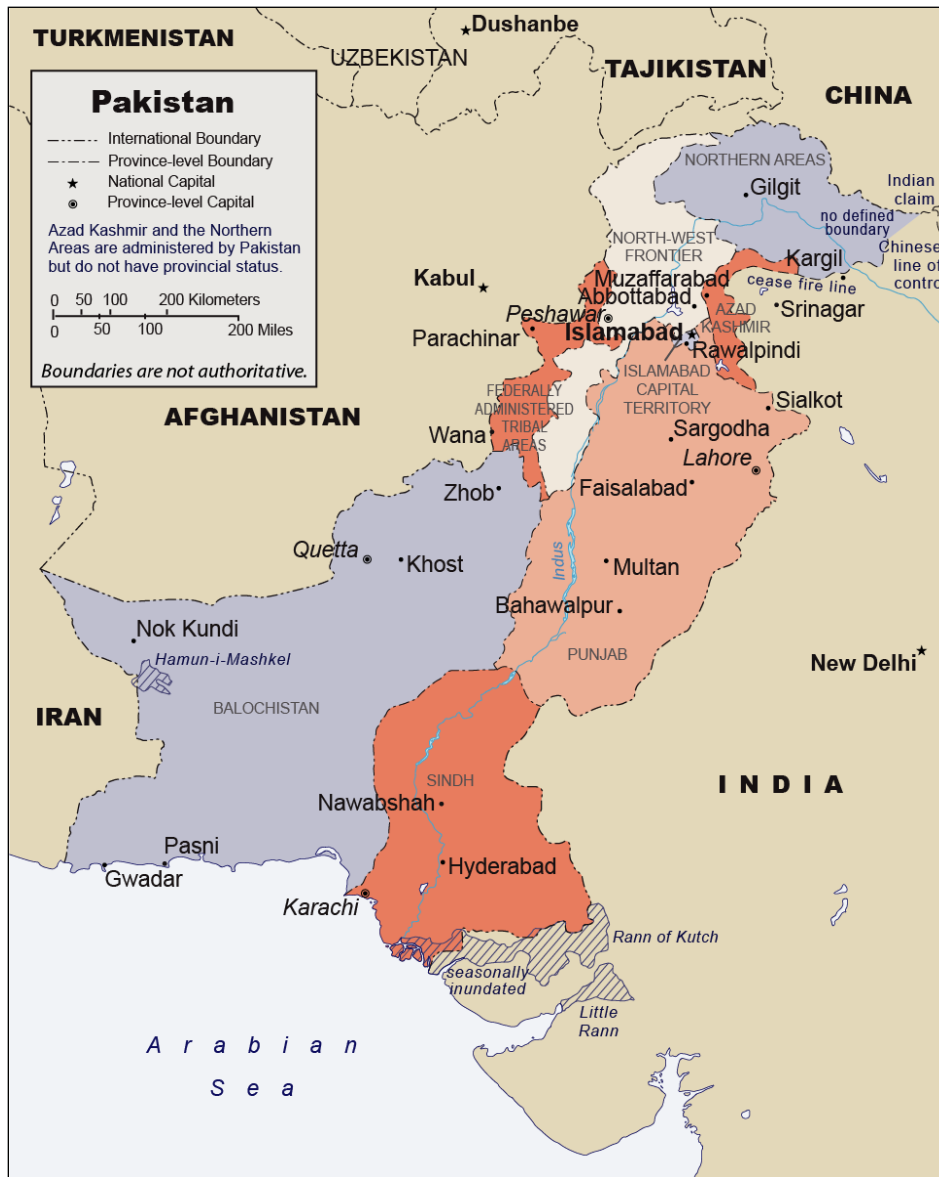 TURKMENISTAN
UZBEKISTAN
Dushanbe
TAJIKISTAN
CHINA
Pakistan
International Boundary
Province-level Boundary
National Capital
Province-level Capital
Azad Kashmir and the Northern
Areas are administered by Pakistan
but do not have provincial status.
0 50 100 200 Kilometers
0 50 100 200 Miles
Boundaries are not authoritative.
NORTHERN AREAS
Gilgit
Indian
claim
no defined
boundary
Chinese
line of
control
NORTH-WEST
FRONTIER
Kargil
cease fire line
Kabul
Muzaffarabad
Abbottabad
Srinagar
Peshawar
AZAD
KASHMIR
Islamabad
Parachinar
Rawalpindi
ISLAMABAD
CAPITAL
TERRITORY
AFGHANISTAN
FEDERALLY
ADMINISTERED
TRIBAL
AREAS
Sialkot
Wana
Sargodha
Lahore
Zhob
Faisalabad
Quetta
Khost
Indus
Multan
Bahawalpur
Nok Kundi
PUNJAB
Hamun-i-Mashkel
New Delhi
IRAN
BALOCHISTAN
SINDH
INDIA
Nawabshah
Pasni
Hyderabad
Gwadar
Karachi
Rann of Kutch
seasonally
inundated
Little
Rann
Arabian
Sea